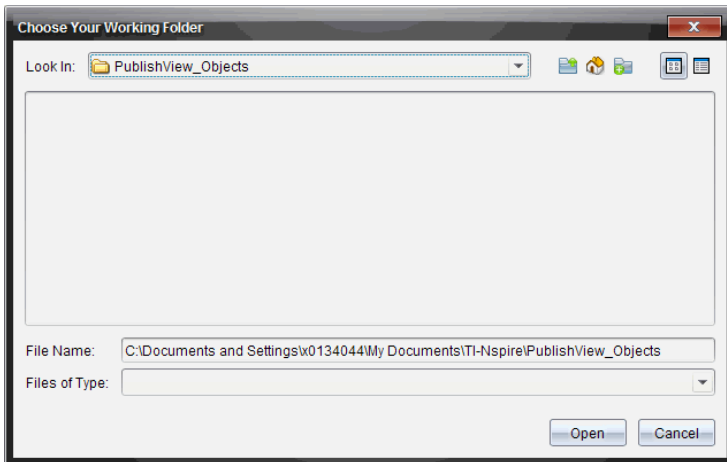 Choose Your Working Folder
Look In: PublishView_Objects
File Name: C:\Documents and Settings\x0134044\My Documents\TI-Nspire\PublishView_Objects
Files of Type:
Open Cancel